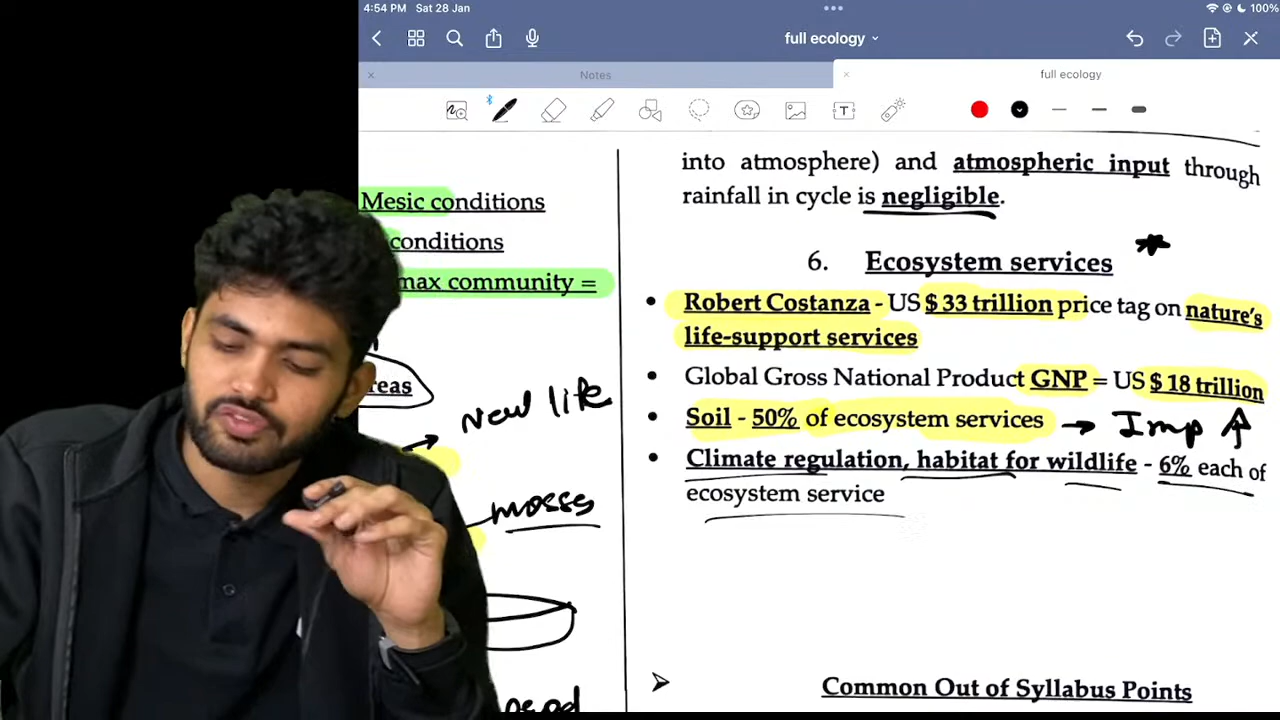 4:54 PM Sat 28 Jan
100%
full ecology
Notes
full ecology
Mesic conditions
conditions
max community =
reas
New life
mosses
into atmosphere) and atmospheric input through
rainfall in cycle is negligible.
6. Ecosystem services
• Robert Costanza - US $ 33 trillion price tag on nature's
life-support services
• Global Gross National Product GNP = US $ 18 trillion
• Soil - 50% of ecosystem services → Imp ↑
• Climate regulation, habitat for wildlife - 6% each of
ecosystem service
➢ Common Out of Syllabus Points